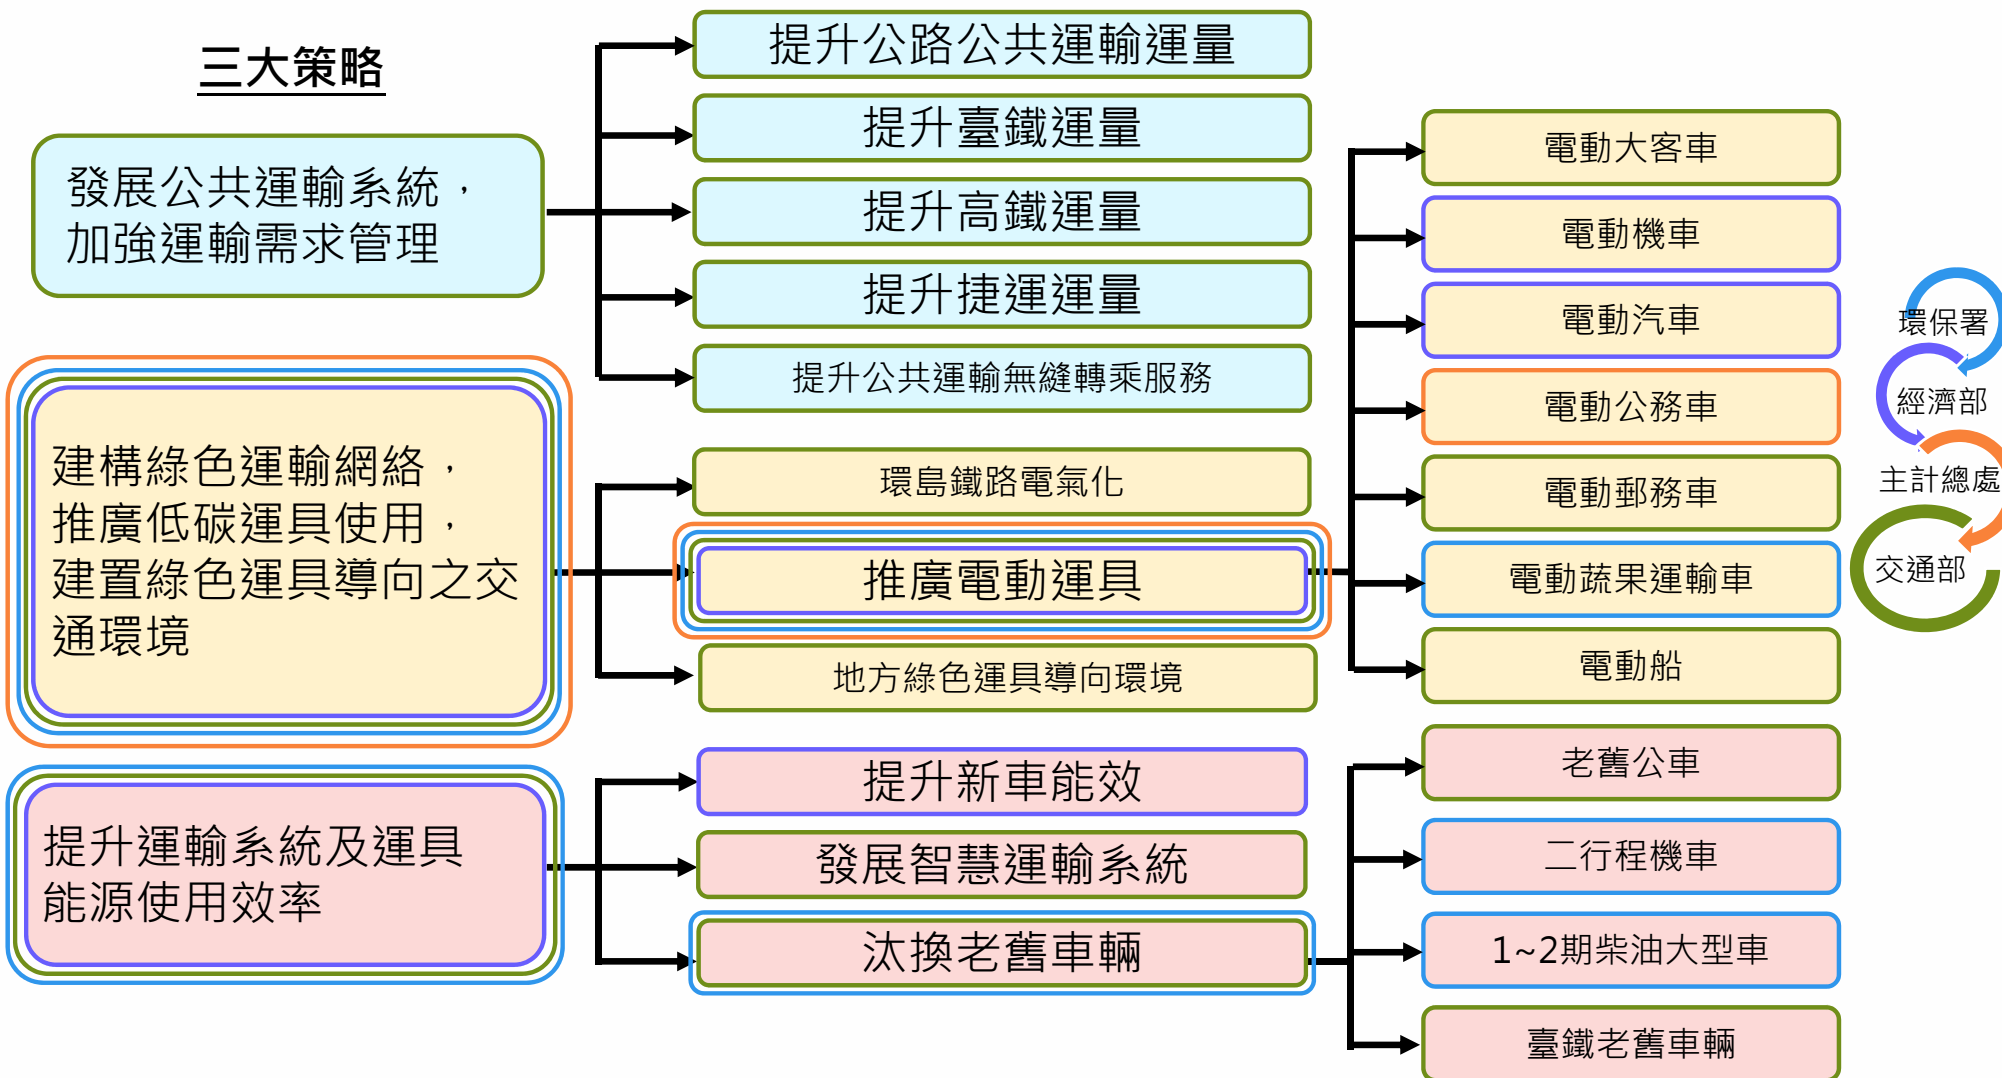 三大策略
發展公共運輸系統，
加強運輸需求管理
提升公路公共運輸運量
提升臺鐵運量
提升高鐵運量
提升捷運運量
提升公共運輸無縫轉乘服務
建構綠色運輸網絡，
推廣低碳運具使用，
建置綠色運具導向之交
通環境
環島鐵路電氣化
推廣電動運具
地方綠色運具導向環境
電動大客車
電動機車
電動汽車
電動公務車
電動郵務車
電動蔬果運輸車
電動船
提升運輸系統及運具
能源使用效率
提升新車能效
發展智慧運輸系統
汰換老舊車輛
老舊公車
二行程機車
1~2期柴油大型車
臺鐵老舊車輛
環保署
經濟部
主計總處
交通部